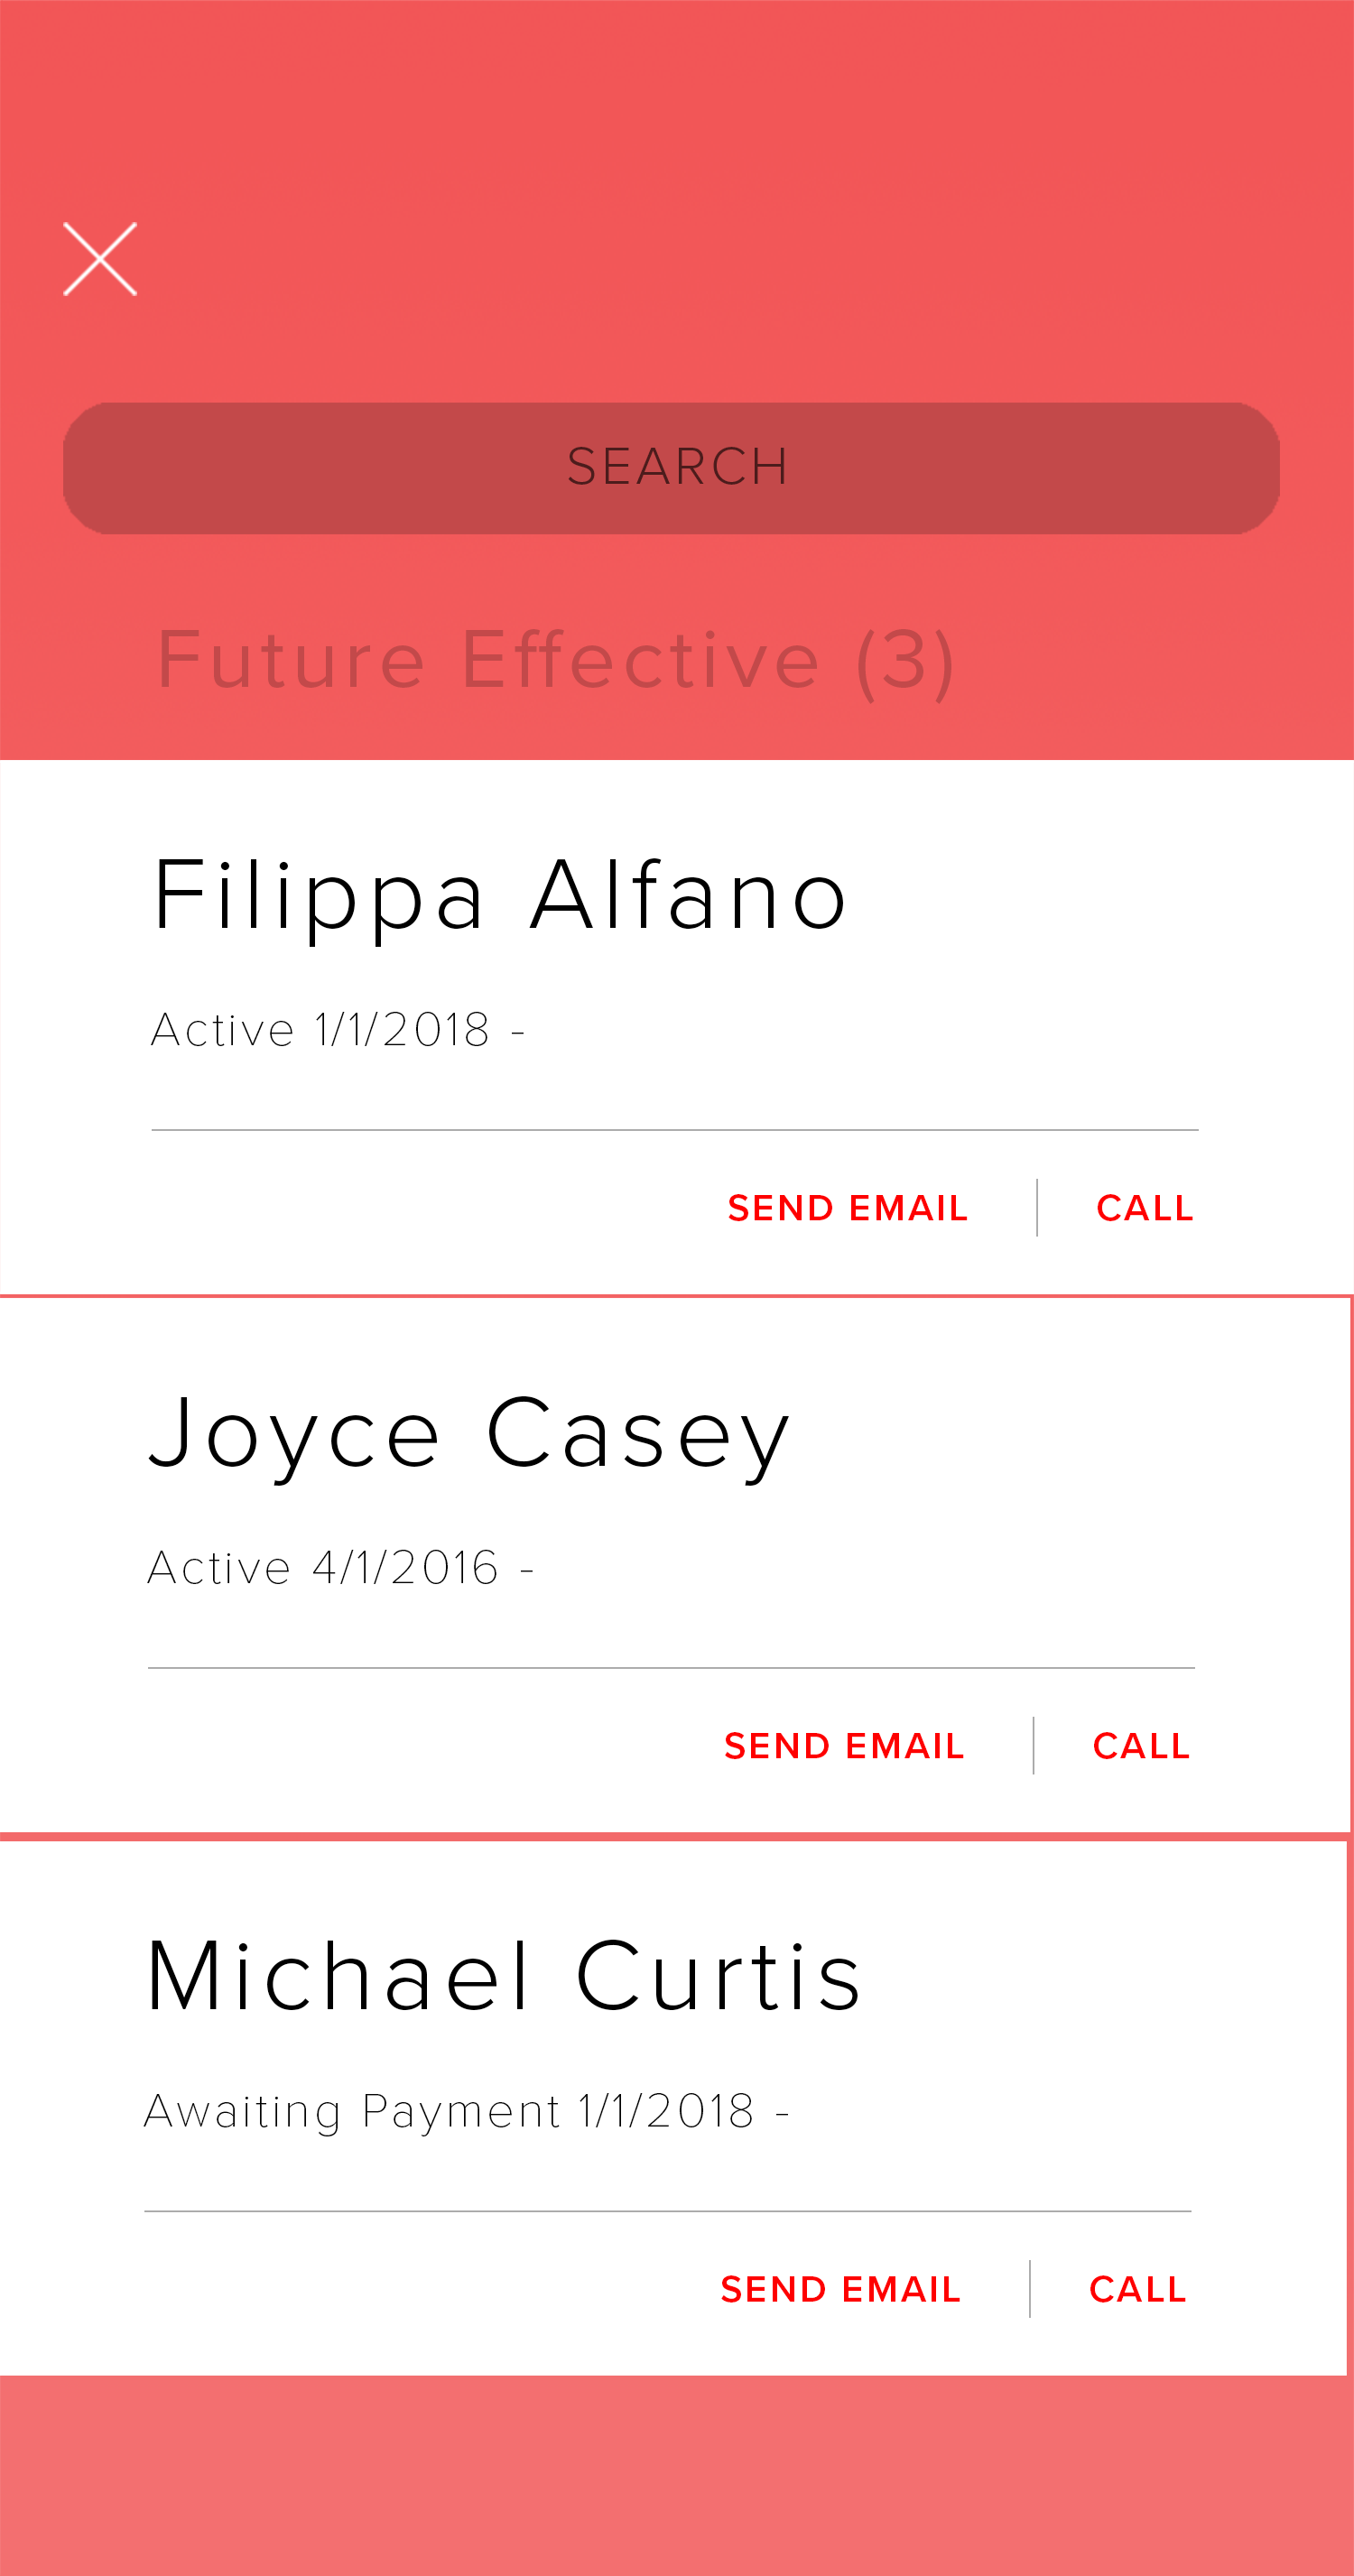 SEARCH
Future Effective (3)
Filippa Alfano
Active 1/1/2018 -
SEND EMAIL
CALL
Joyce Casey
Active 4/1/2016 -
SEND EMAIL
CALL
Michael Curtis
Awaiting Payment 1/1/2018 -
SEND EMAIL
CALL